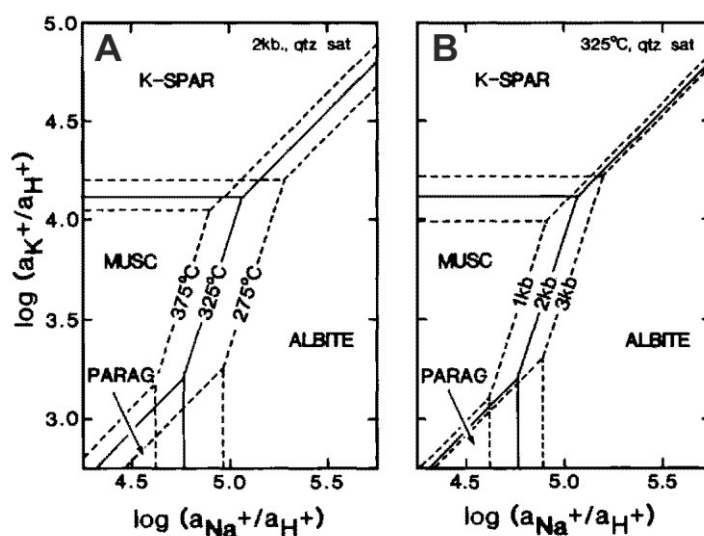 A
2kb., qtz sat
K-SPAR
MUSC
375°C
325°C
275°C
PARAG
ALBITE
5.0
4.5
4.0
3.5
3.0
4.5 5.0 5.5
log (aK+/aH+)
log (aNa+/aH+)
B
325°C, qtz sat
K-SPAR
MUSC
1kb
2kb
3kb
PARAG
ALBITE
4.5 5.0 5.5
log (aNa+/aH+)